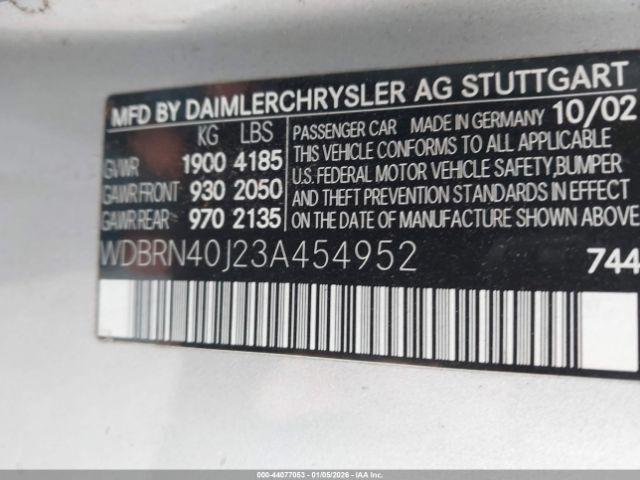 MFD BY DAIMLERCHRYSLER AG STUTTGART
KG LBS
GVWR 1900 4185
GAWR FRONT 930 2050
GAWR REAR 970 2135
PASSENGER CAR MADE IN GERMANY 10/02
THIS VEHICLE CONFORMS TO ALL APPLICABLE
U.S. FEDERAL MOTOR VEHICLE SAFETY, BUMPER
AND THEFT PREVENTION STANDARDS IN EFFECT
ON THE DATE OF MANUFACTURE SHOWN ABOVE
WDBRN40J23A454952 744
000-44077053 | 01/05/2026 - IAAI.COM